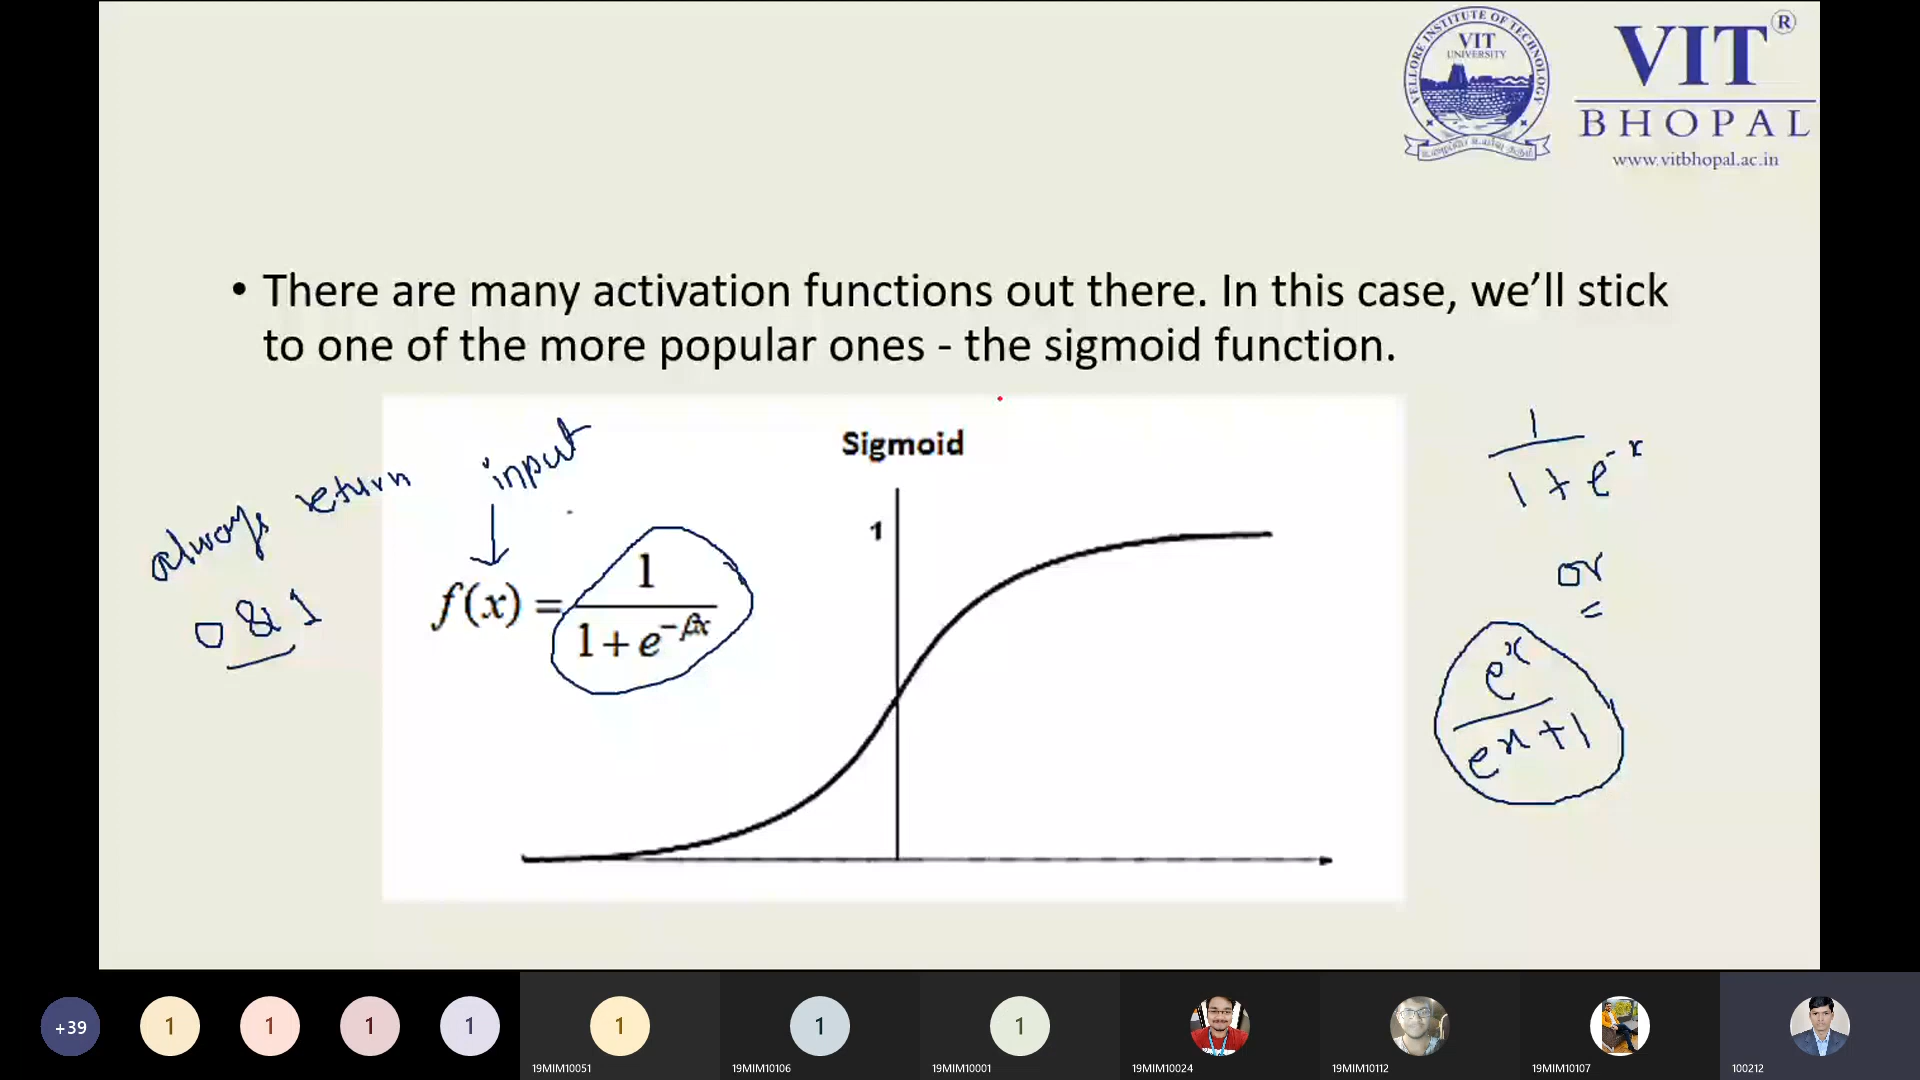 VELLORE INSTITUTE OF TECHNOLOGY
VIT
UNIVERSITY
VIT®
BHOPAL
www.vitbhopal.ac.in
• There are many activation functions out there. In this case, we’ll stick
to one of the more popular ones - the sigmoid function.
always return
0 & 1
input
Sigmoid
1
f(x) = 1 / (1 + e^(-βx))
1 / (1 + e^(-x))
or
e^x / (e^x + 1)
+39
1
1
1
1
1
1
1
19MIM10051
19MIM10106
19MIM10001
19MIM10024
19MIM10112
19MIM10107
100212